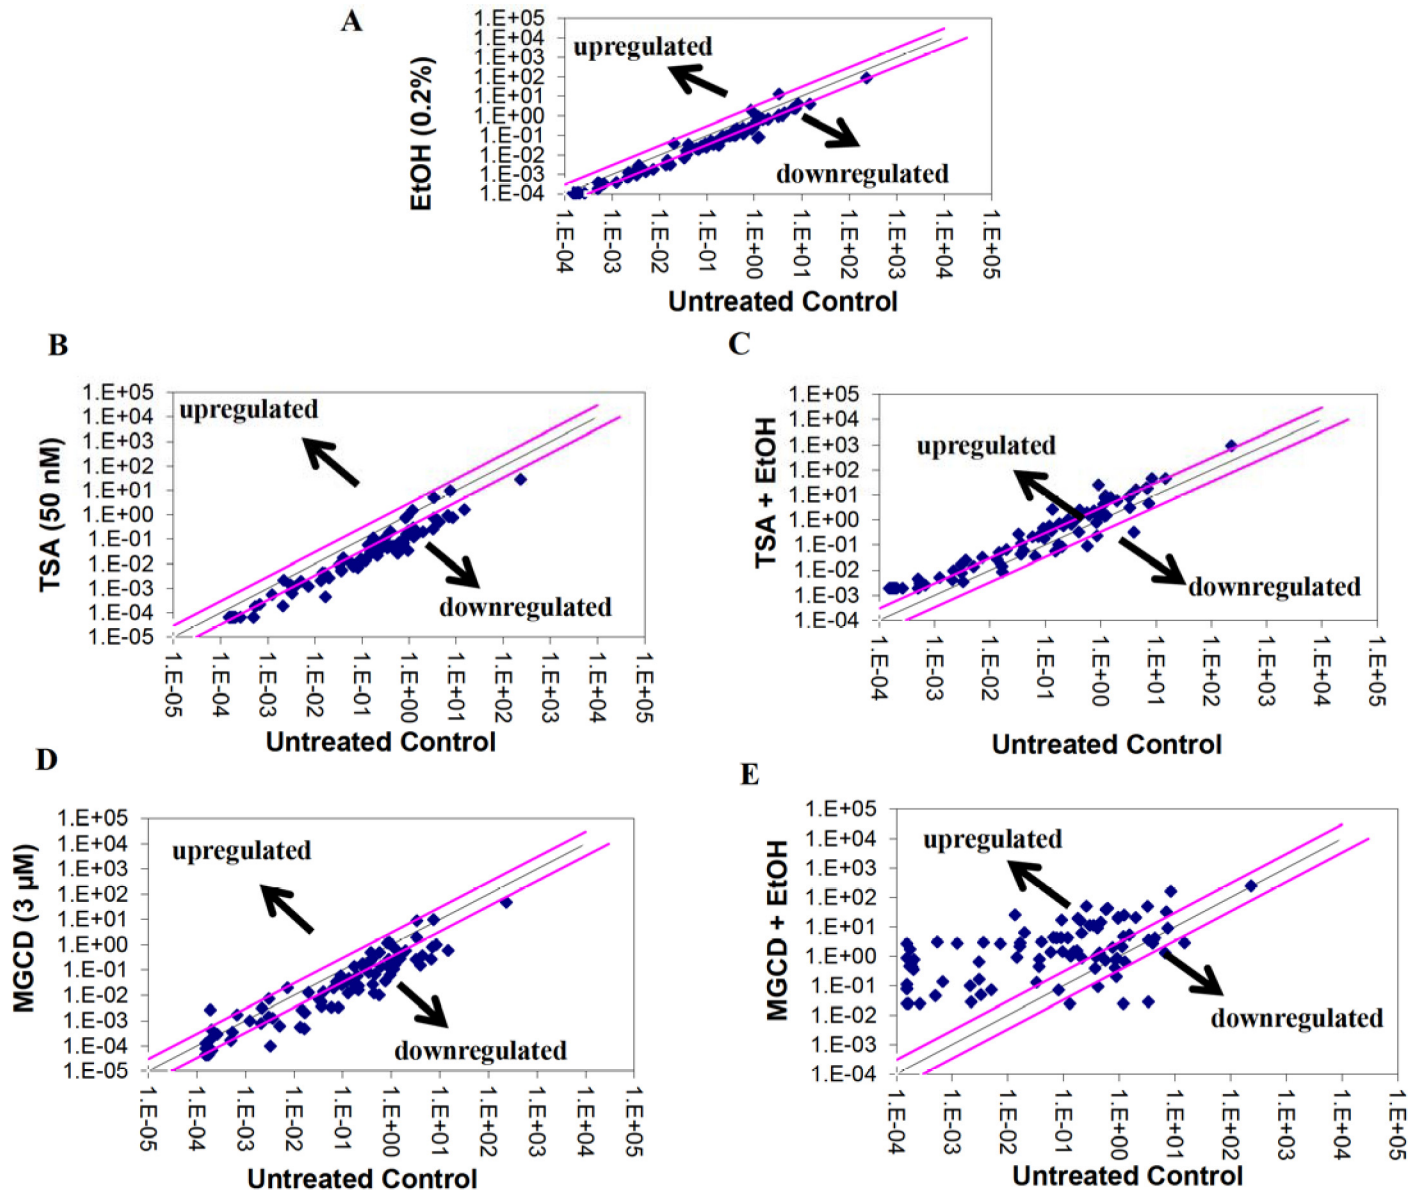 A
1.E+05
1.E+04
1.E+03
1.E+02
1.E+01
1.E+00
1.E-01
1.E-02
1.E-03
1.E-04
EtOH (0.2%)
upregulated
downregulated
1.E-04
1.E-03
1.E-02
1.E-01
1.E+00
1.E+01
1.E+02
1.E+03
1.E+04
1.E+05
Untreated Control
B
1.E+05
1.E+04
1.E+03
1.E+02
1.E+01
1.E+00
1.E-01
1.E-02
1.E-03
1.E-04
1.E-05
TSA (50 nM)
upregulated
downregulated
1.E-05
1.E-04
1.E-03
1.E-02
1.E-01
1.E+00
1.E+01
1.E+02
1.E+03
1.E+04
1.E+05
Untreated Control
C
1.E+05
1.E+04
1.E+03
1.E+02
1.E+01
1.E+00
1.E-01
1.E-02
1.E-03
1.E-04
TSA + EtOH
upregulated
downregulated
1.E-04
1.E-03
1.E-02
1.E-01
1.E+00
1.E+01
1.E+02
1.E+03
1.E+04
1.E+05
Untreated Control
D
1.E+05
1.E+04
1.E+03
1.E+02
1.E+01
1.E+00
1.E-01
1.E-02
1.E-03
1.E-04
1.E-05
MGCD (3 µM)
upregulated
downregulated
1.E-05
1.E-04
1.E-03
1.E-02
1.E-01
1.E+00
1.E+01
1.E+02
1.E+03
1.E+04
1.E+05
Untreated Control
E
1.E+05
1.E+04
1.E+03
1.E+02
1.E+01
1.E+00
1.E-01
1.E-02
1.E-03
1.E-04
MGCD + EtOH
upregulated
downregulated
1.E-04
1.E-03
1.E-02
1.E-01
1.E+00
1.E+01
1.E+02
1.E+03
1.E+04
1.E+05
Untreated Control